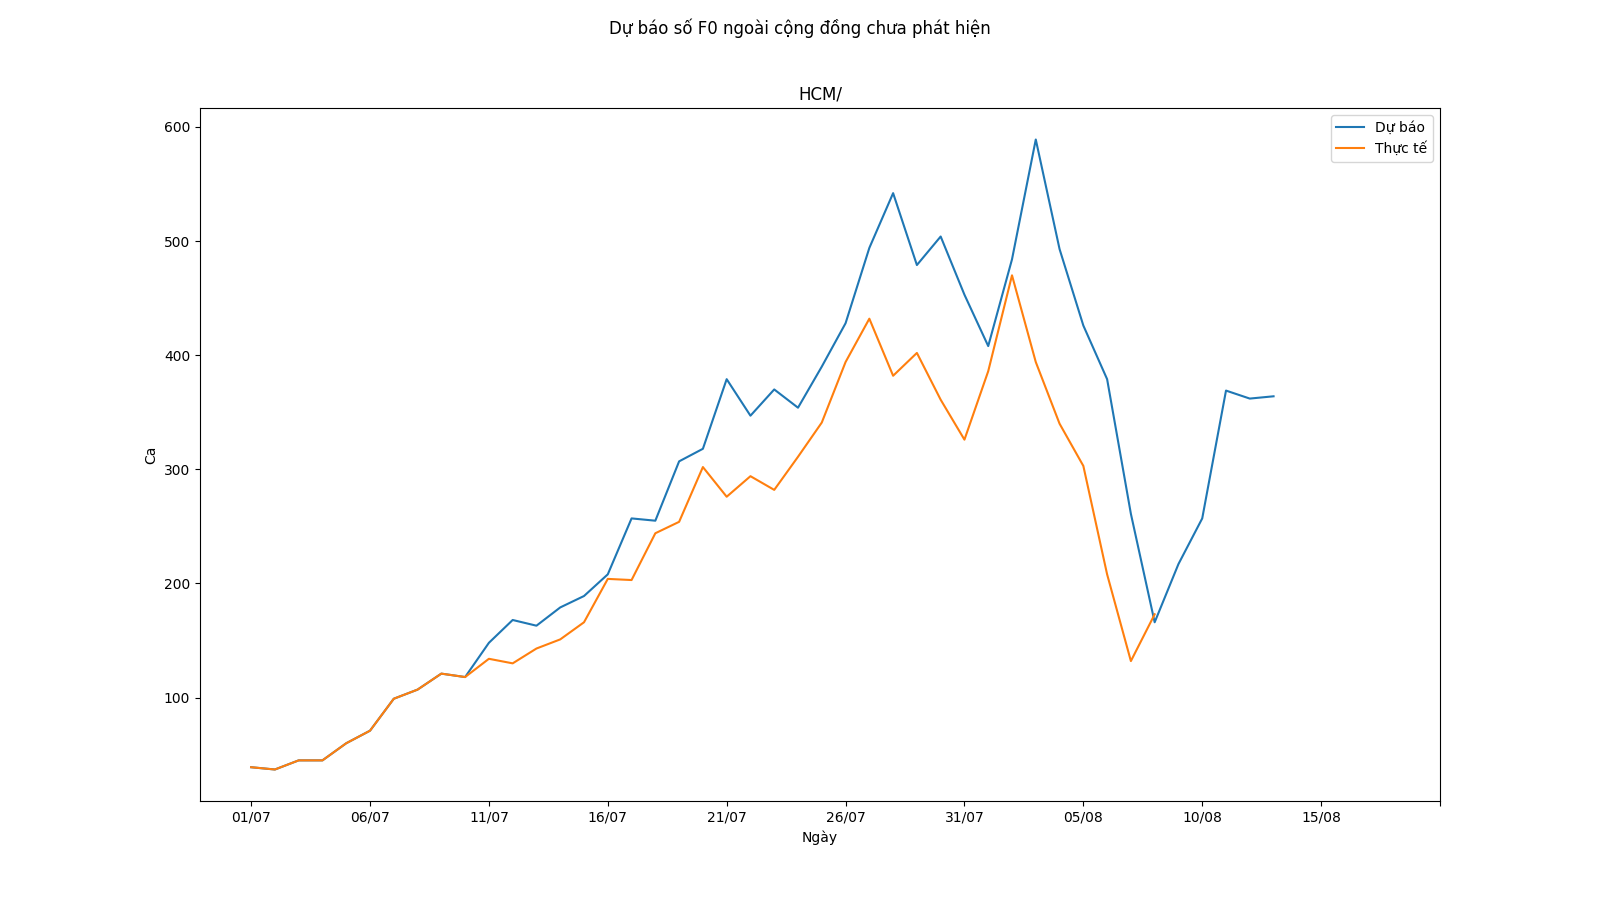 Dự báo số F0 ngoài cộng đồng chưa phát hiện
HCM/
Dự báo
Thực tế
600
500
400
300
200
100
Ca
01/07 06/07 11/07 16/07 21/07 26/07 31/07 05/08 10/08 15/08
Ngày